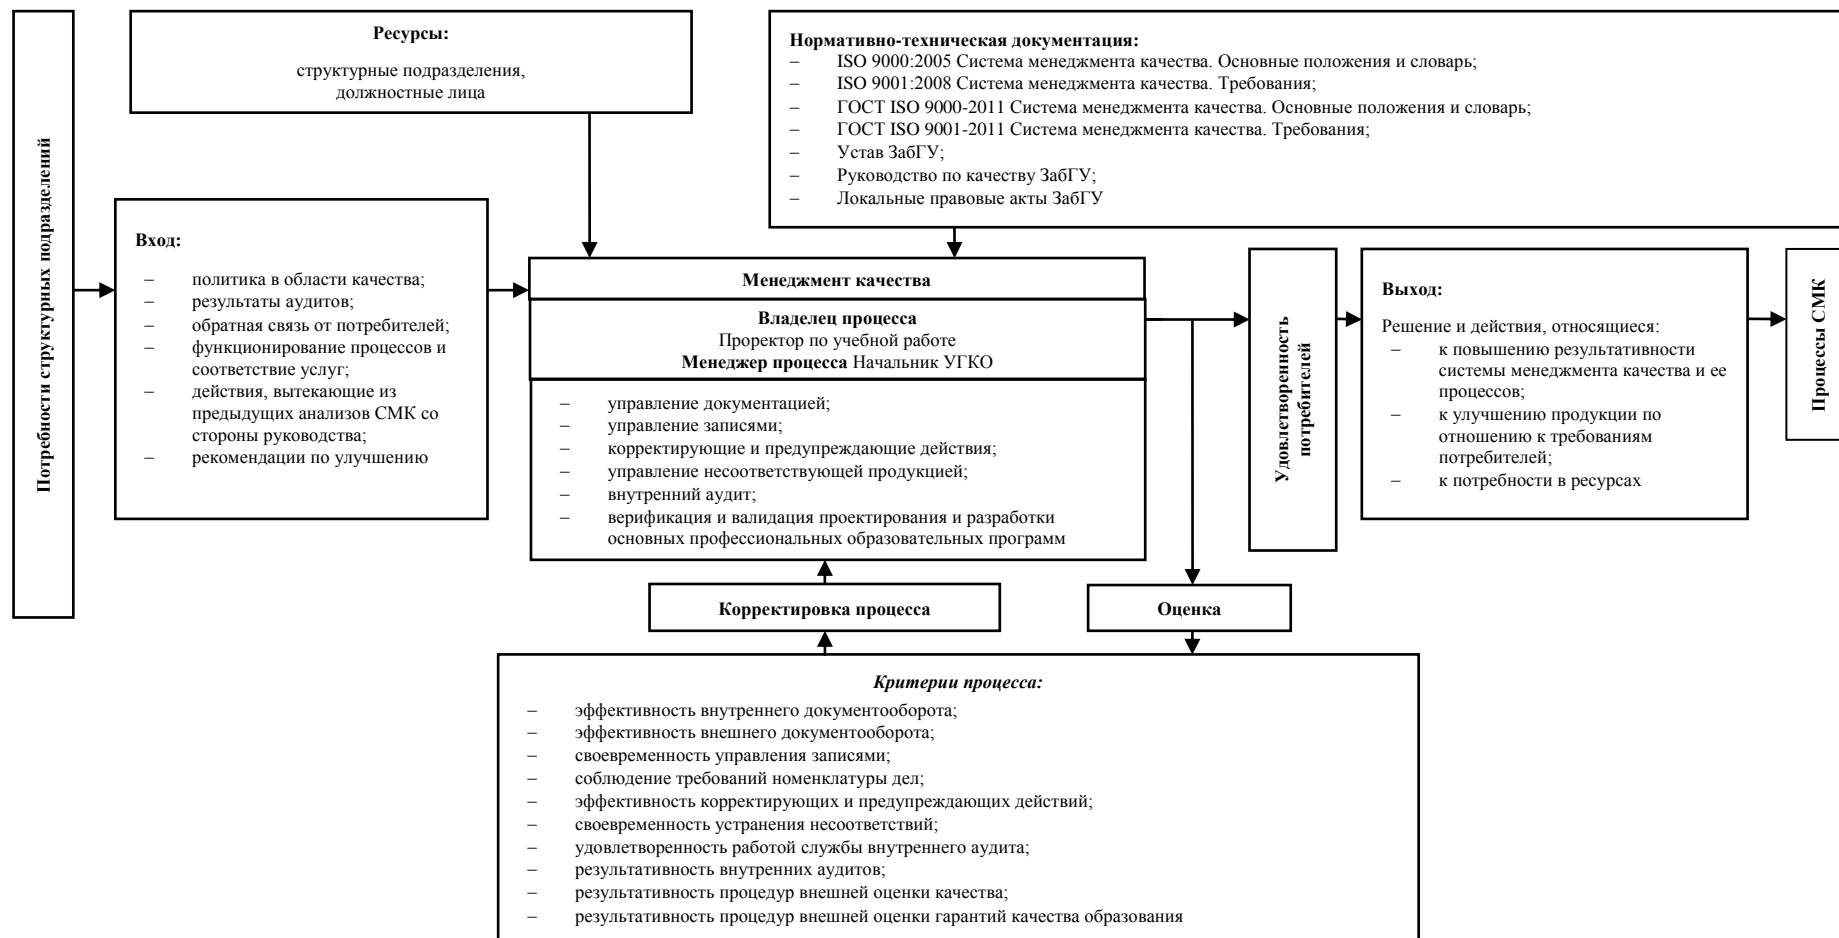 Потребности структурных подразделений
Ресурсы:
структурные подразделения,
должностные лица
Нормативно-техническая документация:
– ISO 9000:2005 Система менеджмента качества. Основные положения и словарь;
– ISO 9001:2008 Система менеджмента качества. Требования;
– ГОСТ ISO 9000-2011 Система менеджмента качества. Основные положения и словарь;
– ГОСТ ISO 9001-2011 Система менеджмента качества. Требования;
– Устав ЗабГУ;
– Руководство по качеству ЗабГУ;
– Локальные правовые акты ЗабГУ
Вход:
– политика в области качества;
– результаты аудитов;
– обратная связь от потребителей;
– функционирование процессов и
соответствие услуг;
– действия, вытекающие из
предыдущих анализов СМК со
стороны руководства;
– рекомендации по улучшению
Менеджмент качества
Владелец процесса
Проректор по учебной работе
Менеджер процесса Начальник УГКО
– управление документацией;
– управление записями;
– корректирующие и предупреждающие действия;
– управление несоответствующей продукцией;
– внутренний аудит;
– верификация и валидация проектирования и разработки
основных профессиональных образовательных программ
Удовлетворенность
потребителей
Выход:
Решение и действия, относящиеся:
– к повышению результативности
системы менеджмента качества и ее
процессов;
– к улучшению продукции по
отношению к требованиям
потребителей;
– к потребности в ресурсах
Процессы СМК
Корректировка процесса
Оценка
Критерии процесса:
– эффективность внутреннего документооборота;
– эффективность внешнего документооборота;
– своевременность управления записями;
– соблюдение требований номенклатуры дел;
– эффективность корректирующих и предупреждающих действий;
– своевременность устранения несоответствий;
– удовлетворенность работой службы внутреннего аудита;
– результативность внутренних аудитов;
– результативность процедур внешней оценки качества;
– результативность процедур внешней оценки гарантий качества образования